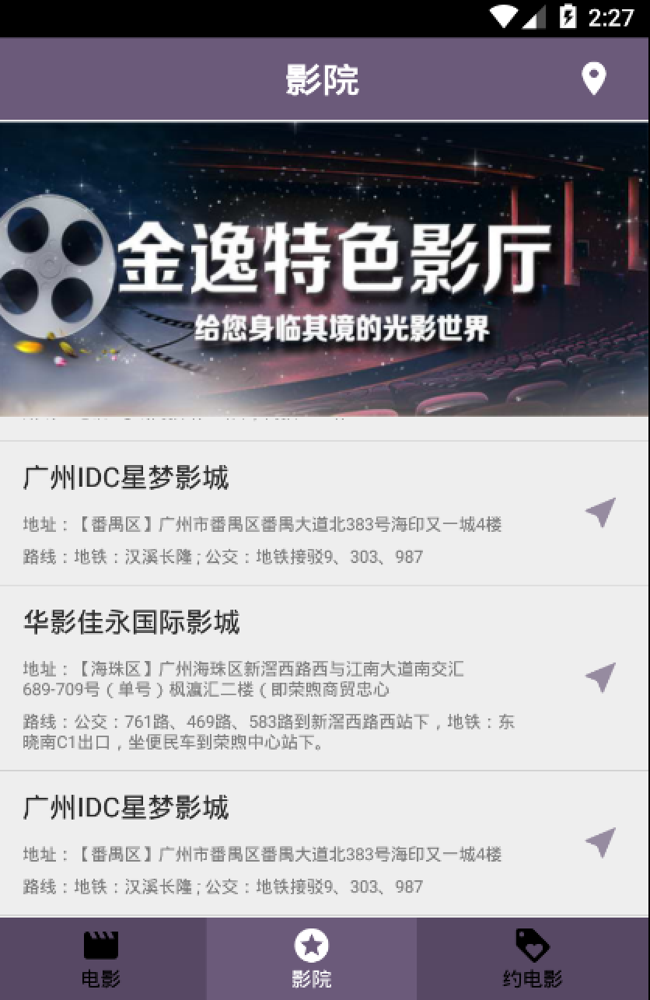 2:27
影院
金逸特色影厅
给您身临其境的光影世界
广州IDC星梦影城
地址：【番禺区】广州市番禺区番禺大道北383号海印又一城4楼
路线：地铁：汉溪长隆；公交：地铁接驳9、303、987
华影佳永国际影城
地址：【海珠区】广州海珠区新滘西路西与江南大道南交汇
689-709号（单号）枫瀛汇二楼（即荣煦商贸忠心
路线：公交：761路、469路、583路到新滘西路西站下，地铁：东
晓南C1出口，坐便民车到荣煦中心站下。
广州IDC星梦影城
地址：【番禺区】广州市番禺区番禺大道北383号海印又一城4楼
路线：地铁：汉溪长隆；公交：地铁接驳9、303、987
电影
影院
约电影